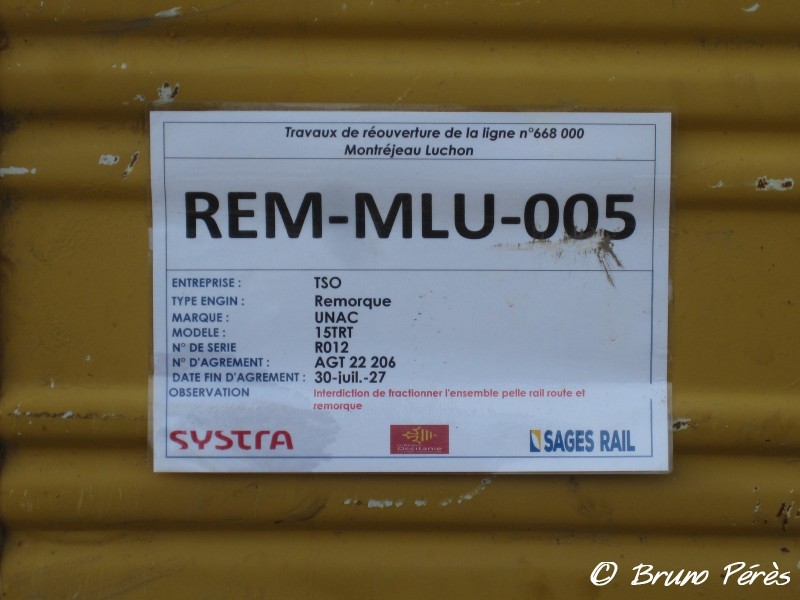 Travaux de réouverture de la ligne n°668 000
Montréjeau Luchon
REM-MLU-005
ENTREPRISE : TSO
TYPE ENGIN : Remorque
MARQUE : UNAC
MODELE : 15TRT
N° DE SERIE R012
N° D'AGREMENT : AGT 22 206
DATE FIN D'AGREMENT : 30-juil.-27
OBSERVATION Interdiction de fractionner l'ensemble pelle rail route et
remorque
SYSTRA
Occitanie
SAGES RAIL
© Bruno Pérès